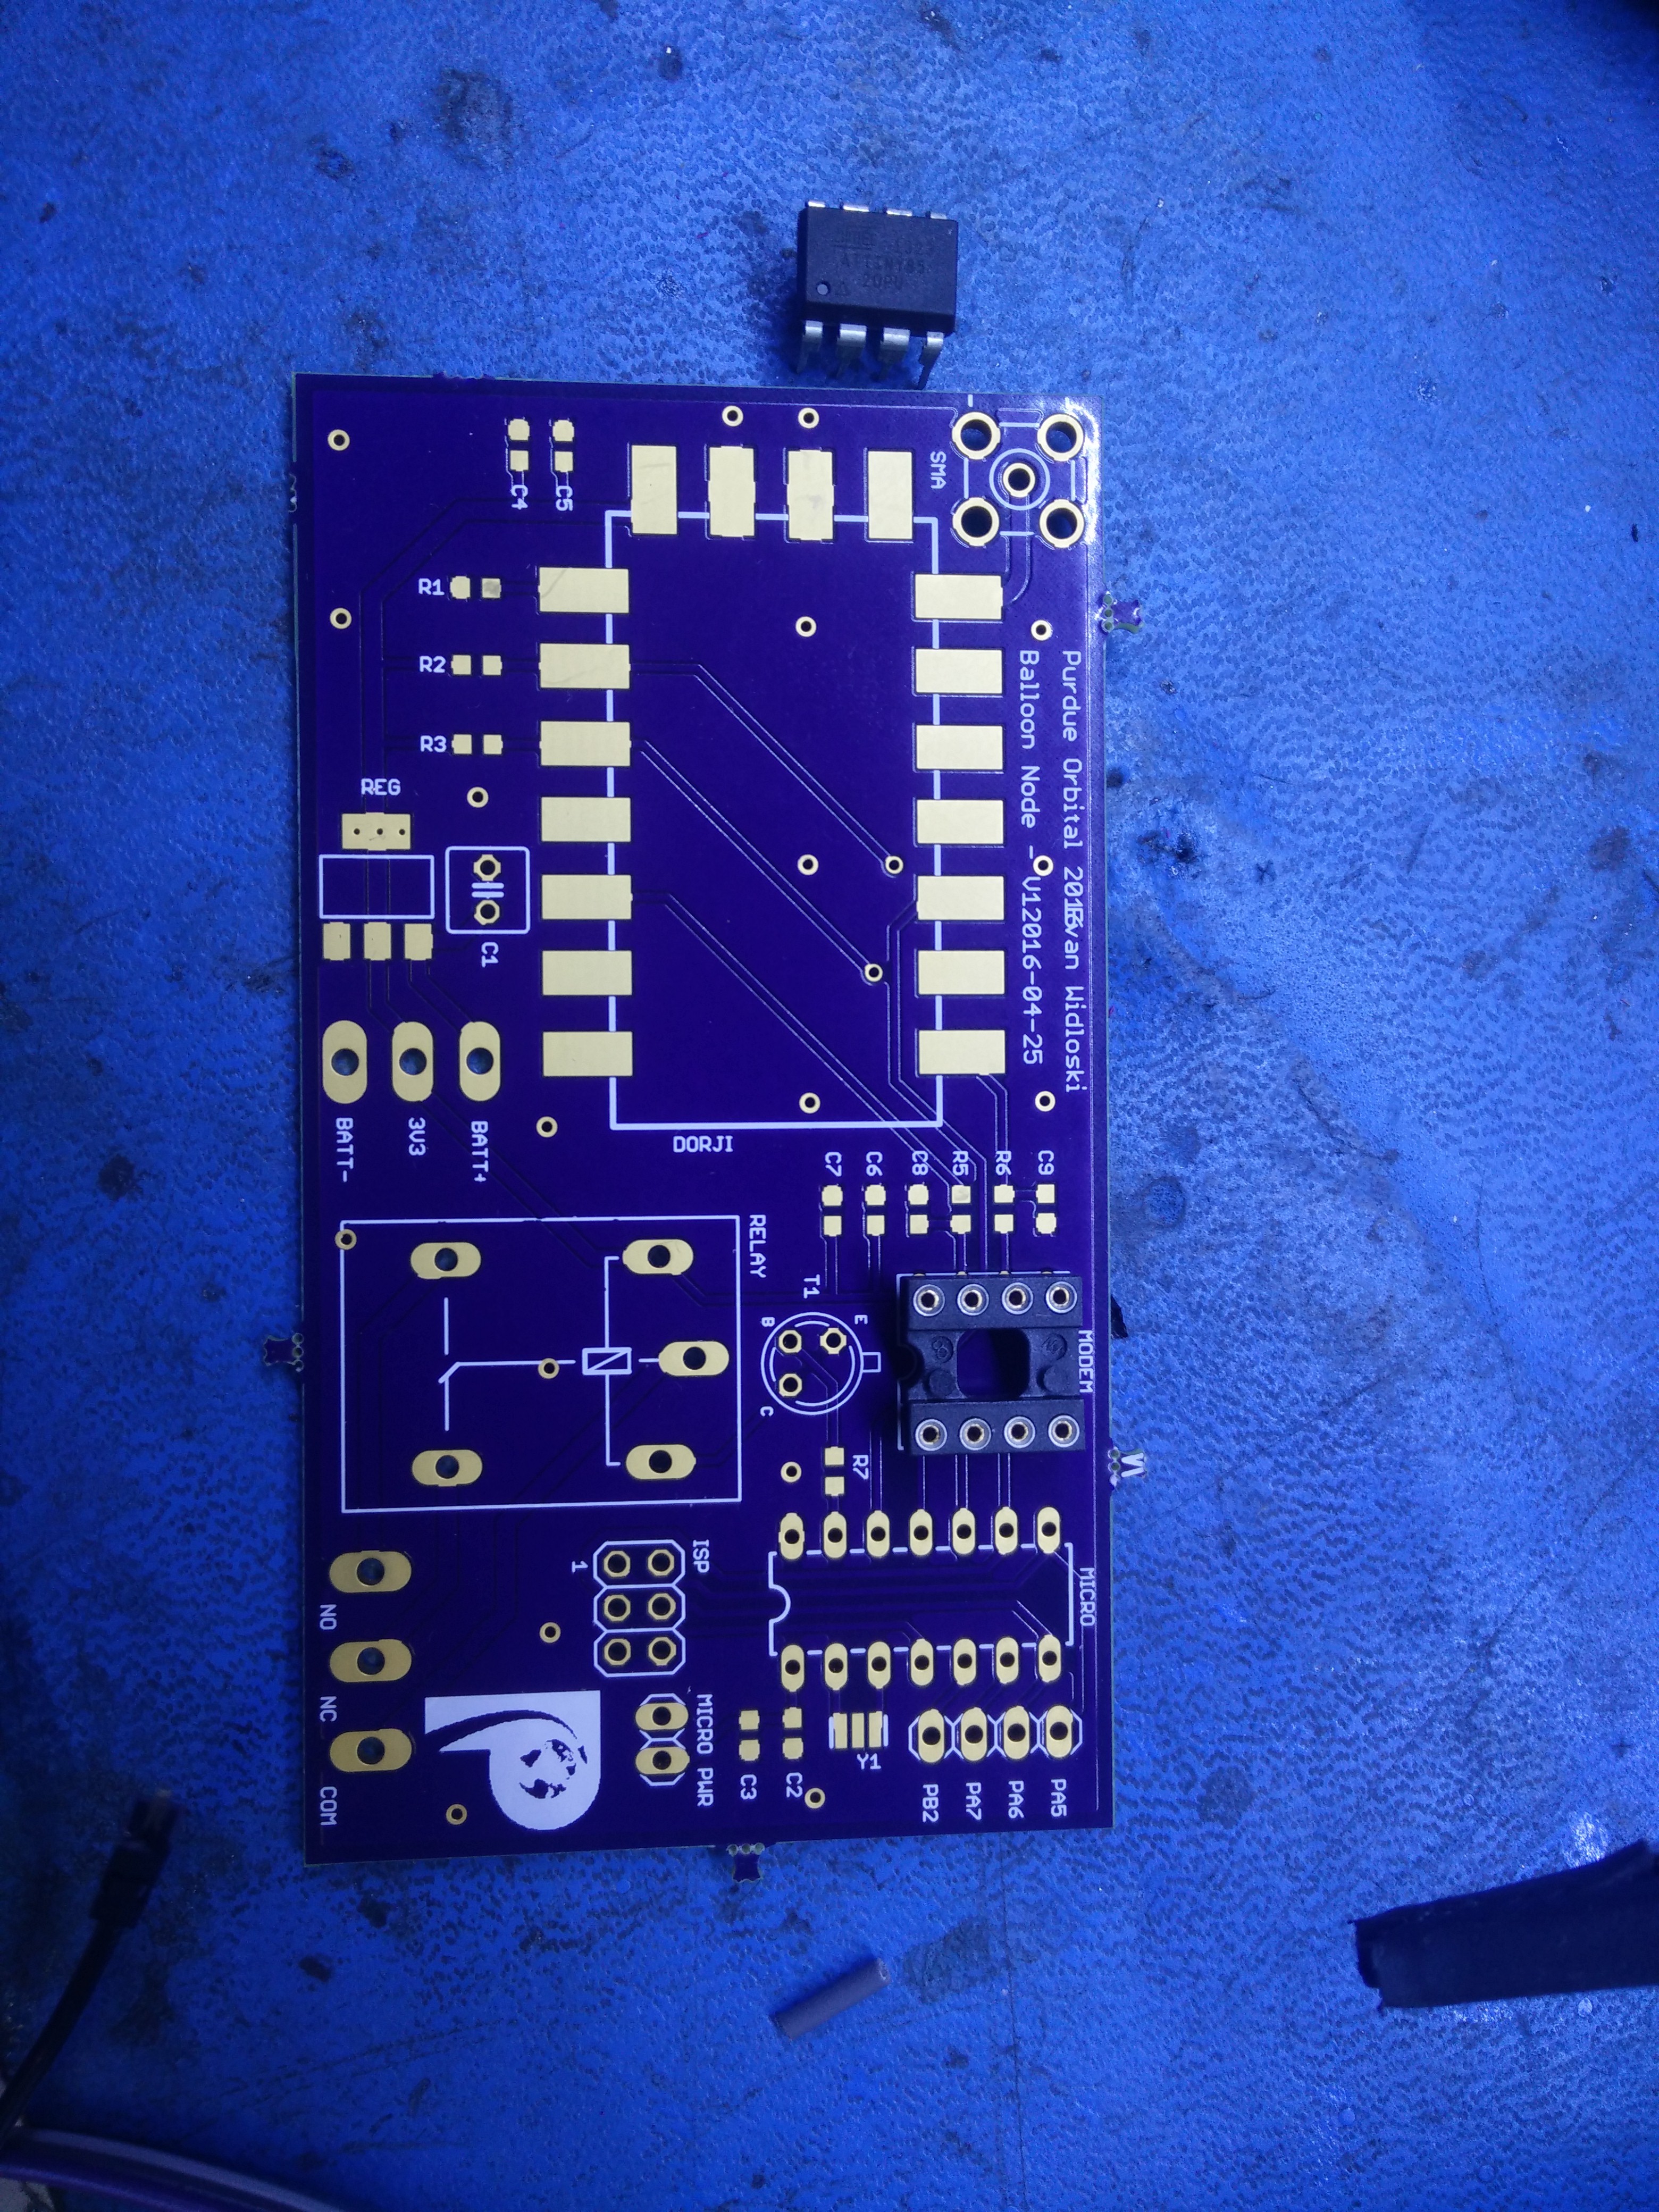 ATTINY85
20PU
C4
C5
SMA
R1
R2
R3
REG
C1
Purdue Orbital 2016
Evan Widloski
Balloon Node - V1
2016-04-25
BATT-
3V3
BATT+
DORJI
C7
C6
C8
R5
R6
C9
RELAY
T1
B
E
C
MODEM
R7
ISP
1
MICRO
NO
NC
COM
MICRO PWR
C3
C2
Y1
PB2
PA7
PA6
PA5